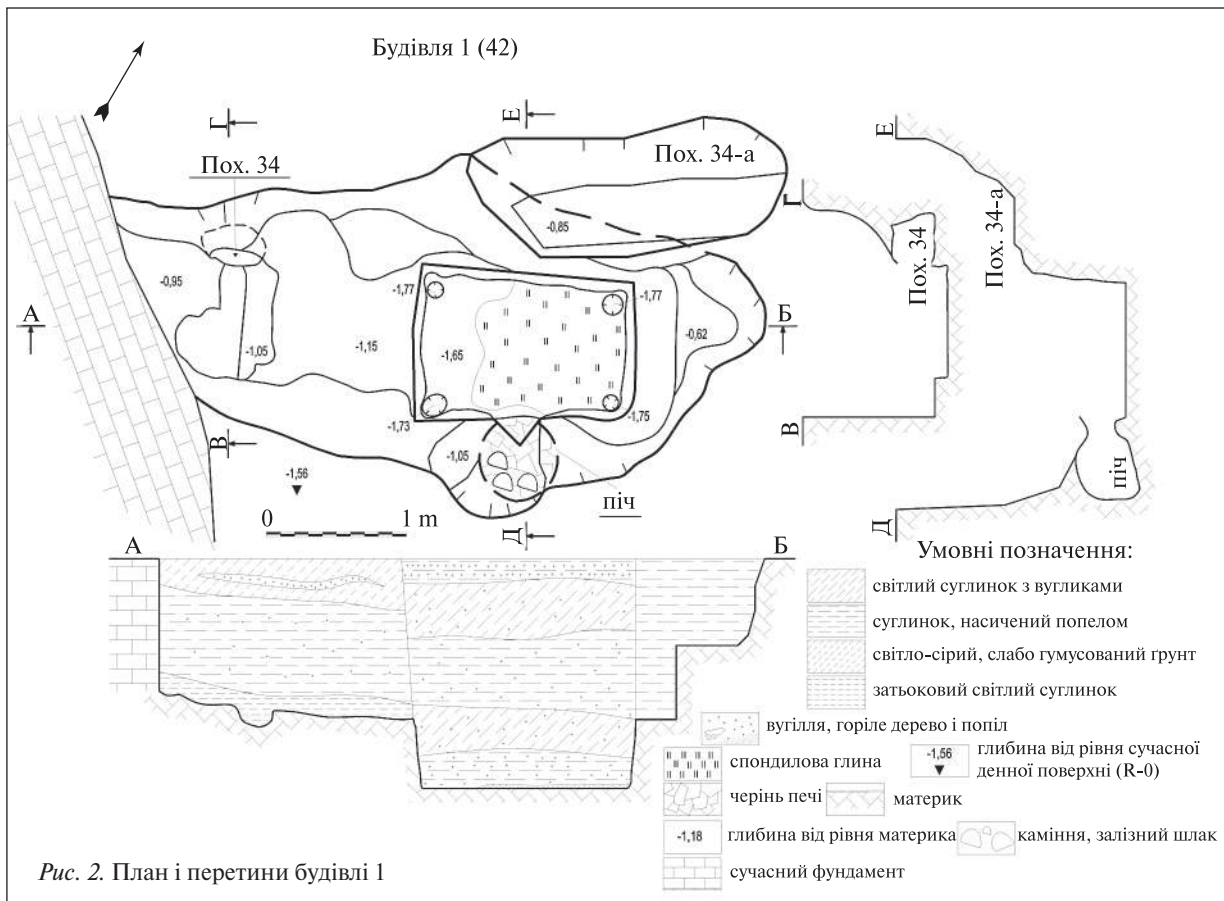 Будівля 1 (42)
Г
Е
Пох. 34
Пох. 34-а
-0,85
-0,95
-1,77
-1,77
А
Б
-0,62
-1,05
-1,15
-1,65
-1,73
-1,75
В
-1,05
-1,56
піч
0 1 m
Д
Е
Г
Пох. 34
Пох. 34-а
В
піч
Д
А
Б
Умовні позначення:
світлий суглинок з вугликами
суглинок, насичений попелом
світло-сірий, слабо гумусований ґрунт
затьоковий світлий суглинок
вугілля, горіле дерево і попіл
спондилова глина
-1,56
глибина від рівня сучасної
денної поверхні (R-0)
черінь печі
материк
-1,18
глибина від рівня материка
каміння, залізний шлак
сучасний фундамент
Рис. 2. План і перетини будівлі 1